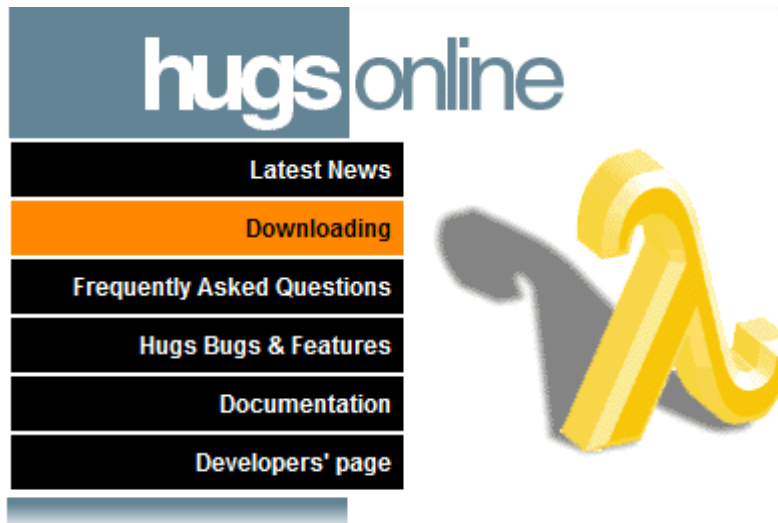 hugs online
Latest News
Downloading
Frequently Asked Questions
Hugs Bugs & Features
Documentation
Developers' page
λ